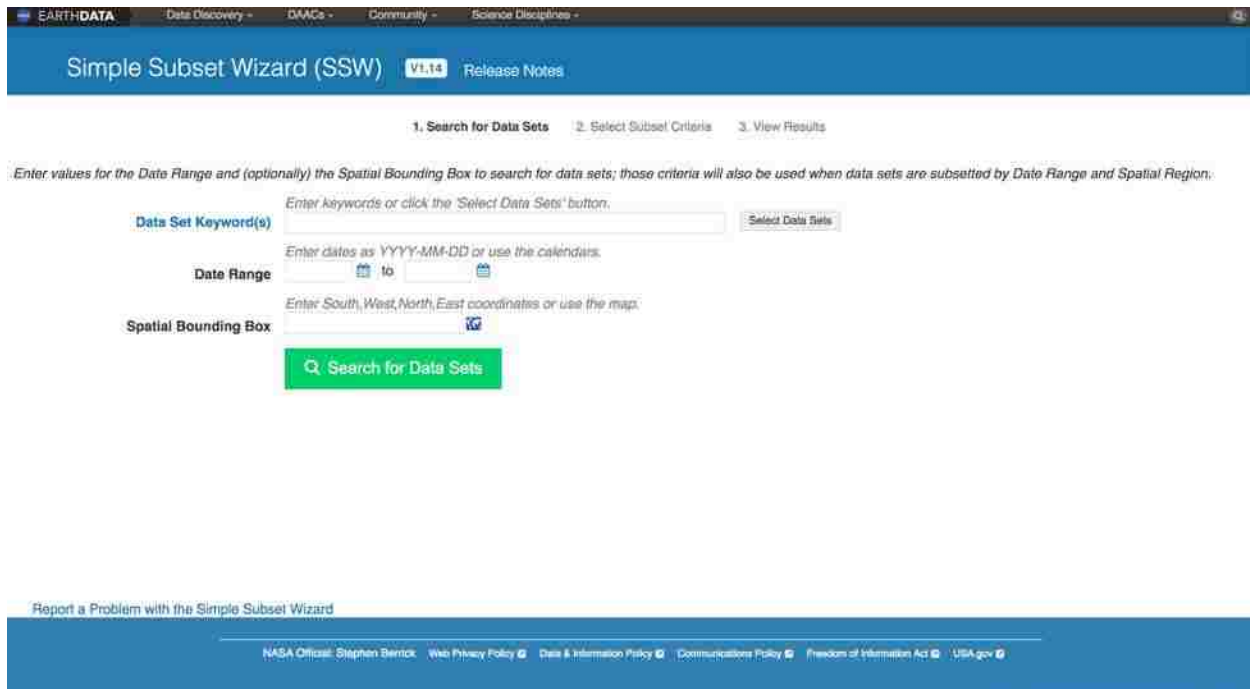 EARTHDATA Data Discovery DAACs Community Science Disciplines
Simple Subset Wizard (SSW) V1.14 Release Notes
1. Search for Data Sets 2. Select Subset Criteria 3. View Results
Enter values for the Date Range and (optionally) the Spatial Bounding Box to search for data sets; those criteria will also be used when data sets are subsetted by Date Range and Spatial Region.
Enter keywords or click the 'Select Data Sets' button.
Data Set Keyword(s) Select Data Sets
Enter dates as YYYY-MM-DD or use the calendars.
Date Range to
Enter South,West,North,East coordinates or use the map.
Spatial Bounding Box
Search for Data Sets
Report a Problem with the Simple Subset Wizard
NASA Official: Stephen Berrick Web Privacy Policy Data & Information Policy Communications Policy Freedom of Information Act USA.gov